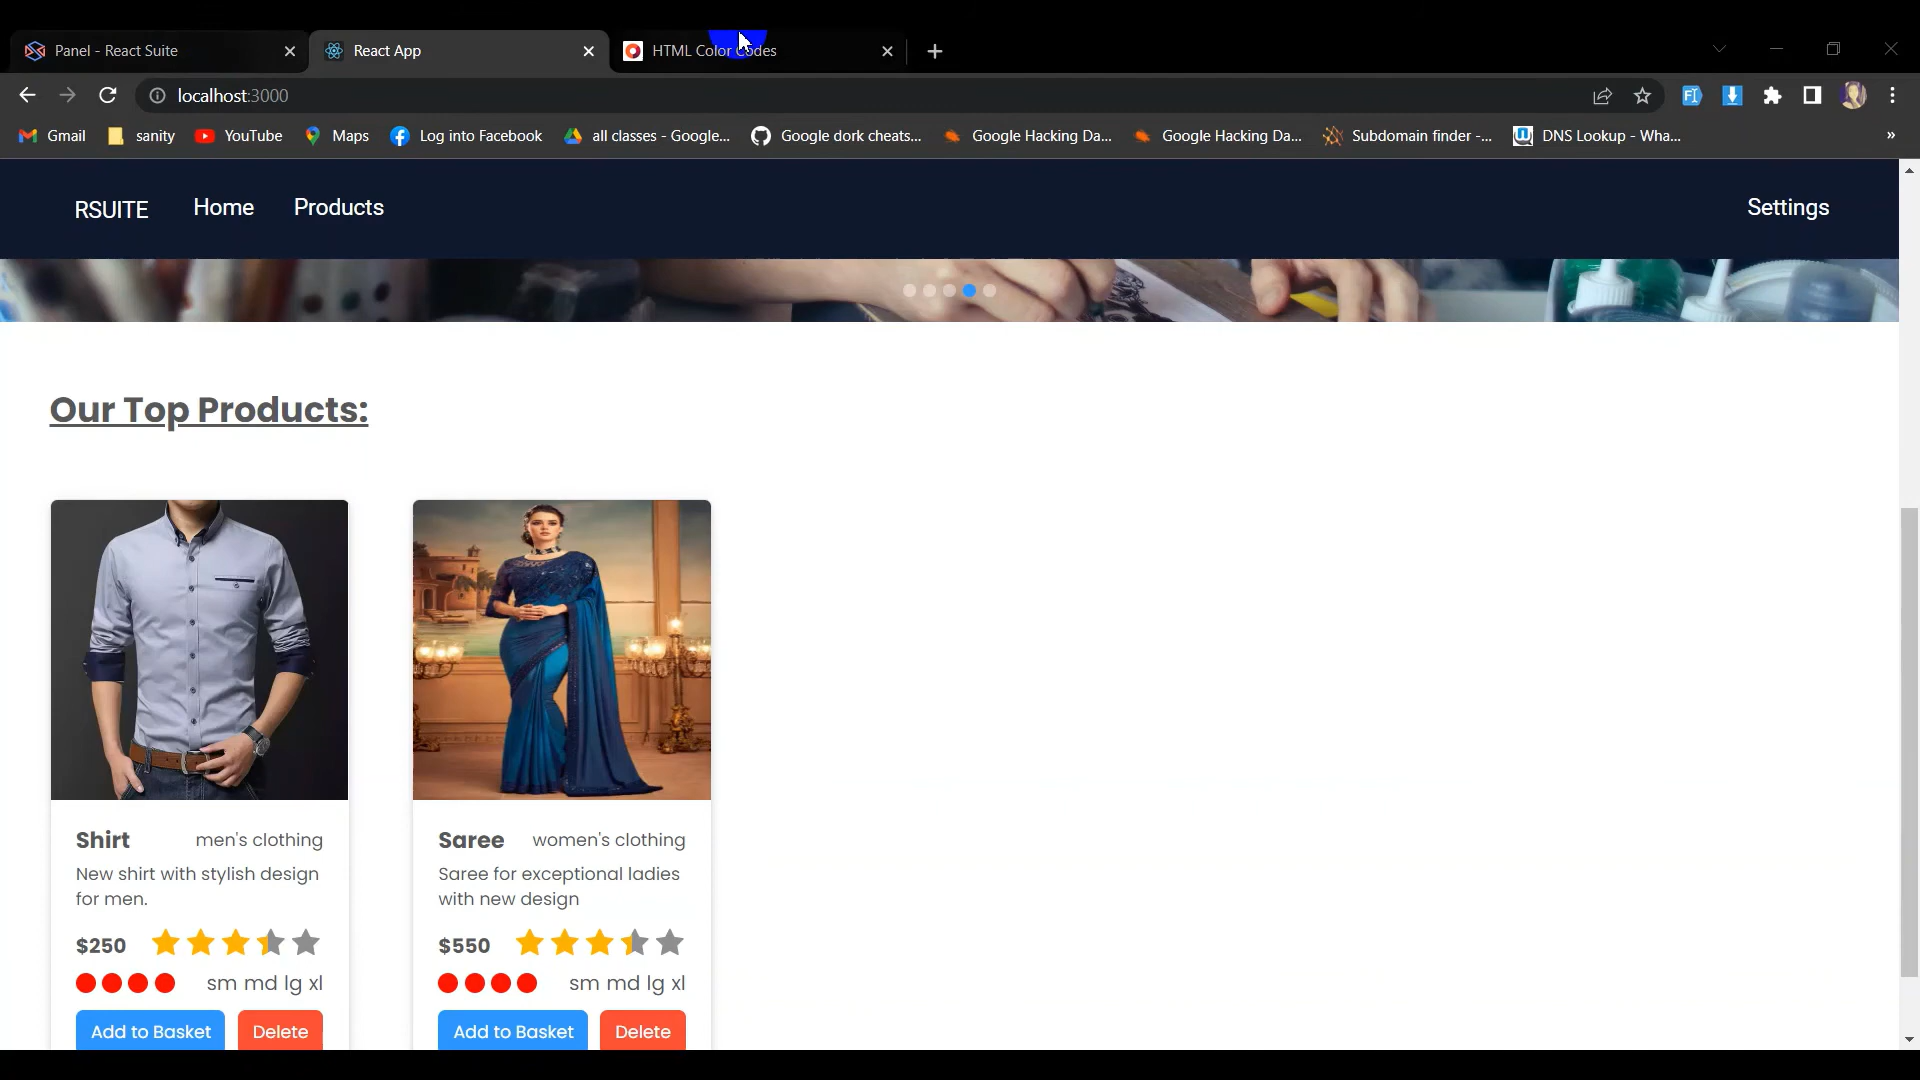 Panel - React Suite
React App
HTML Color Codes
localhost:3000
Gmail
sanity
YouTube
Maps
Log into Facebook
all classes - Google...
Google dork cheats...
Google Hacking Da...
Google Hacking Da...
Subdomain finder -...
DNS Lookup - Wha...
»
RSUITE
Home
Products
Settings
Our Top Products:
Shirt men's clothing
New shirt with stylish design
for men.
$250
sm md lg xl
Add to Basket Delete
Saree women's clothing
Saree for exceptional ladies
with new design
$550
sm md lg xl
Add to Basket Delete